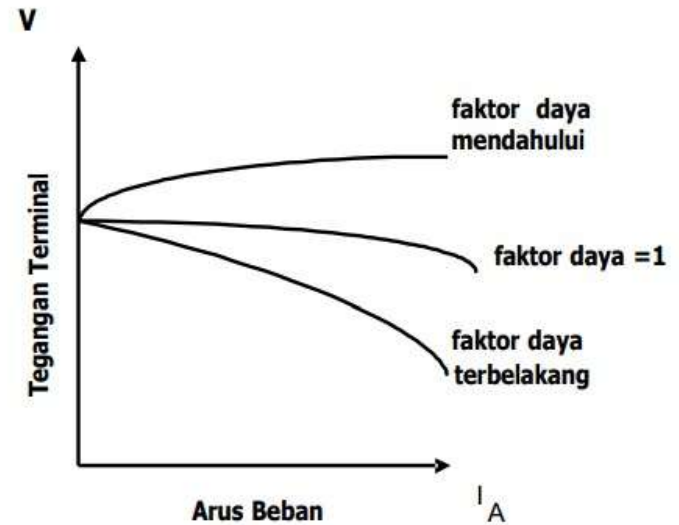 V
faktor daya
mendahului
Tegangan Terminal
faktor daya =1
faktor daya
terbelakang
Arus Beban
I A